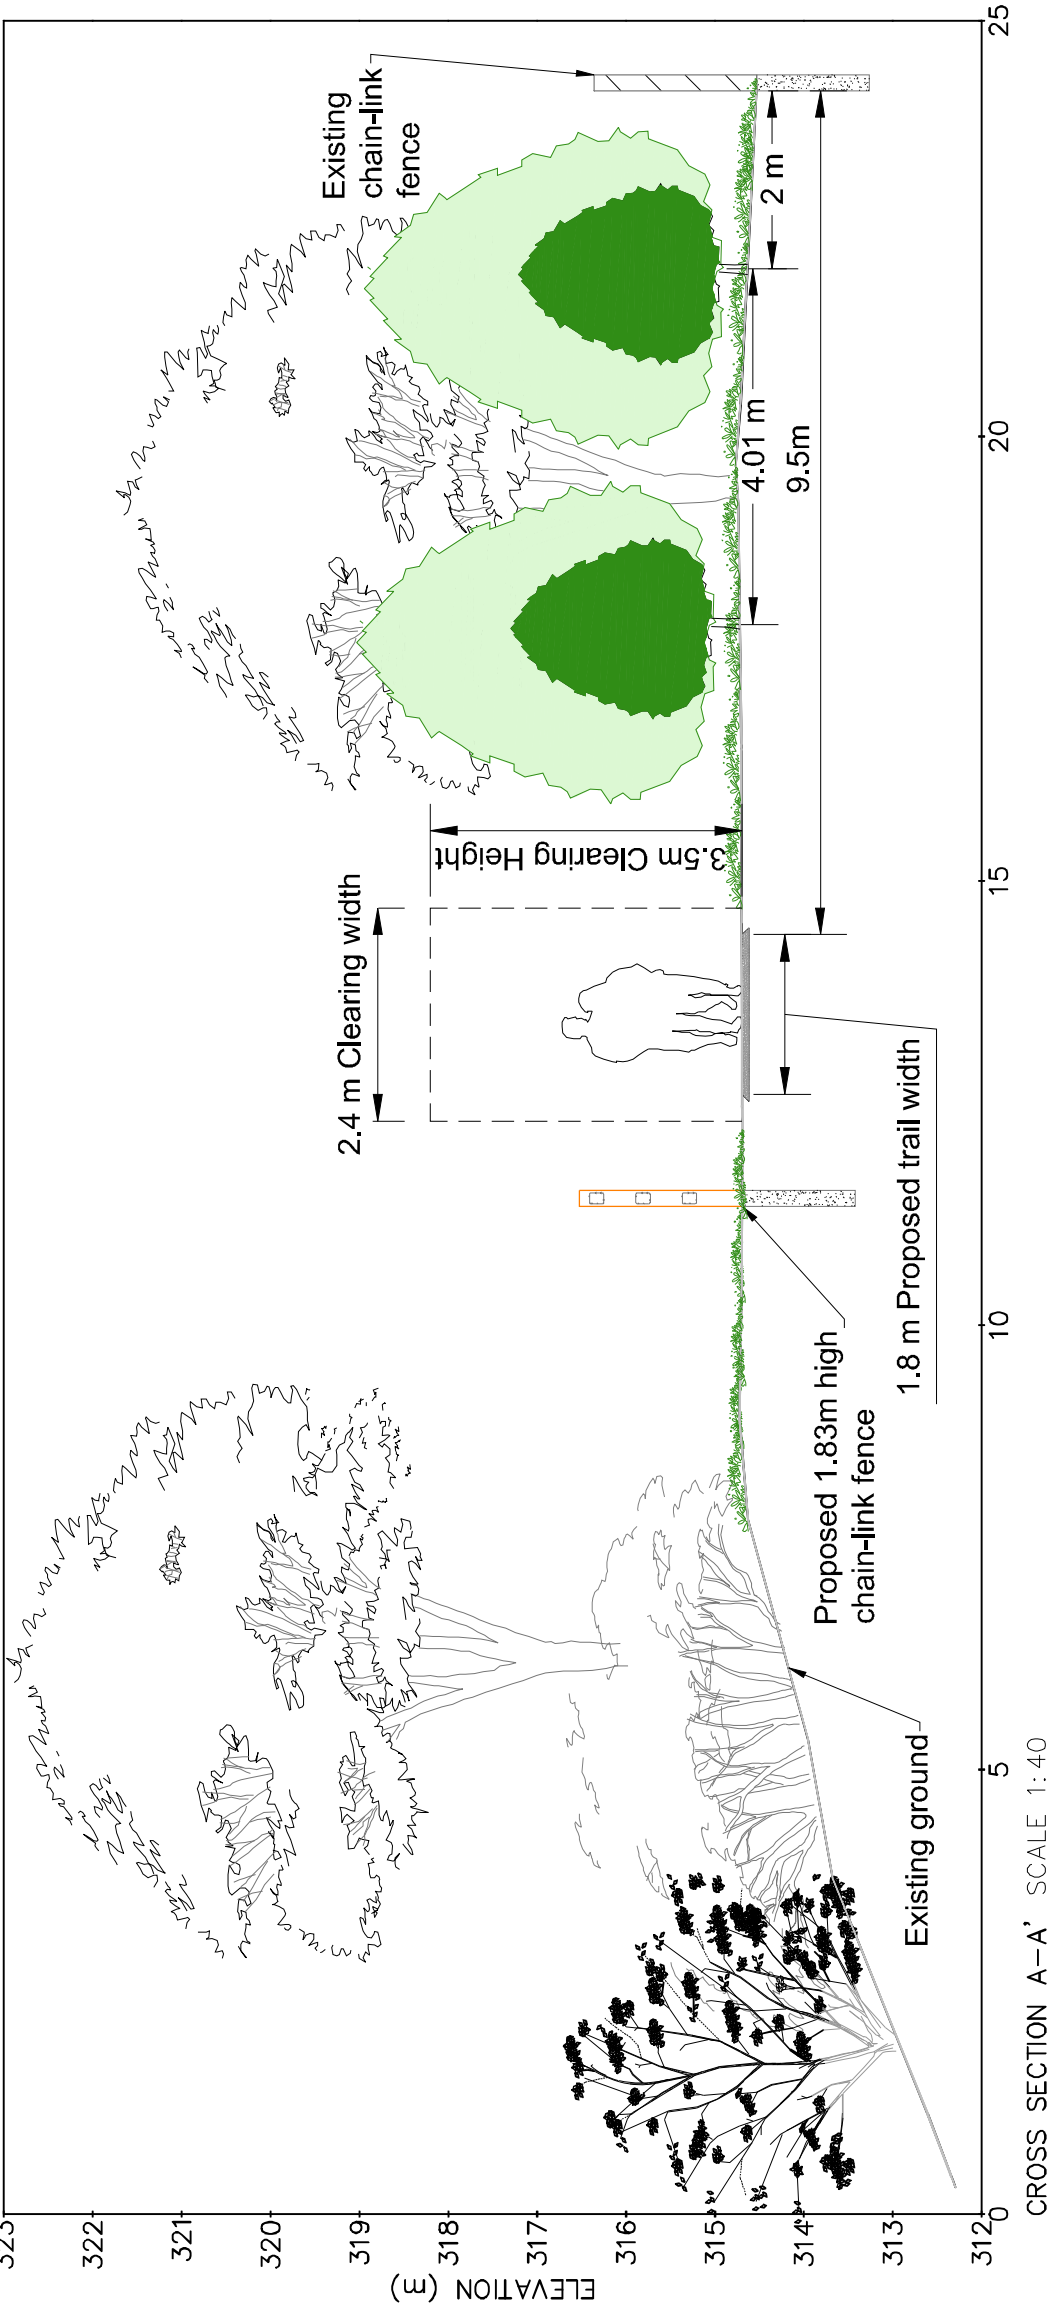 ELEVATION (m)
323
322
321
320
319
318
317
316
315
314
313
312
0
5
10
15
20
25
Existing
chain-link
fence
2.4 m Clearing width
3.5m Clearing Height
2 m
4.01 m
9.5m
1.8 m Proposed trail width
Proposed 1.83m high
chain-link fence
Existing ground
CROSS SECTION A-A' SCALE 1:40